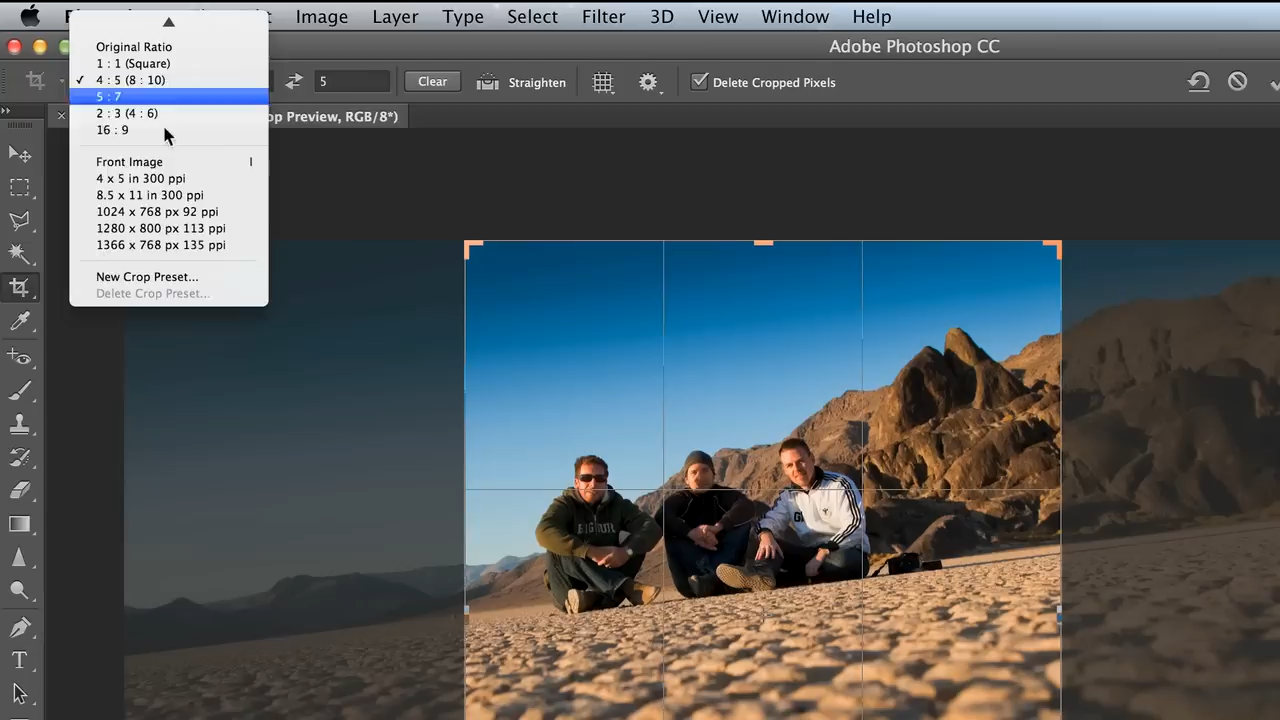 Image Layer Type Select Filter 3D View Window Help
Adobe Photoshop CC
Original Ratio
1 : 1 (Square)
✓ 4 : 5 (8 : 10)
5 : 7
2 : 3 (4 : 6)
16 : 9
5
Clear
Straighten
Delete Cropped Pixels
op Preview, RGB/8*)
Front Image I
4 x 5 in 300 ppi
8.5 x 11 in 300 ppi
1024 x 768 px 92 ppi
1280 x 800 px 113 ppi
1366 x 768 px 135 ppi
New Crop Preset...
Delete Crop Preset...
T